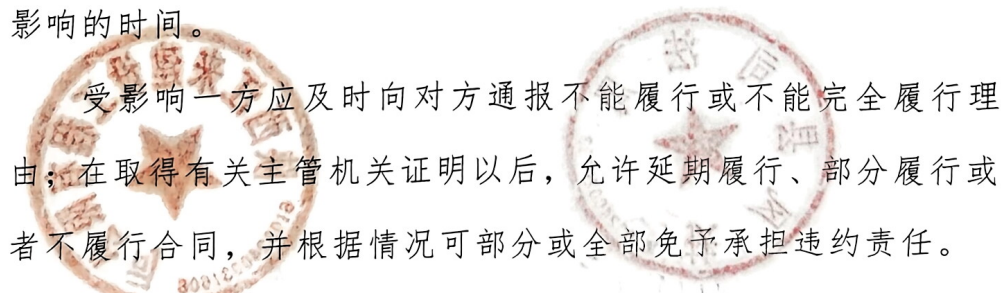 影响的时间。
受影响一方应及时向对方通报不能履行或不能完全履行理
由；在取得有关主管机关证明以后，允许延期履行、部分履行或
者不履行合同，并根据情况可部分或全部免予承担违约责任。